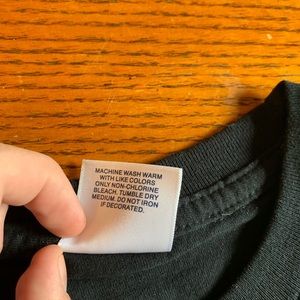 MACHINE WASH WARM
WITH LIKE COLORS
ONLY NON-CHLORINE
BLEACH. TUMBLE DRY
MEDIUM. DO NOT IRON
IF DECORATED.